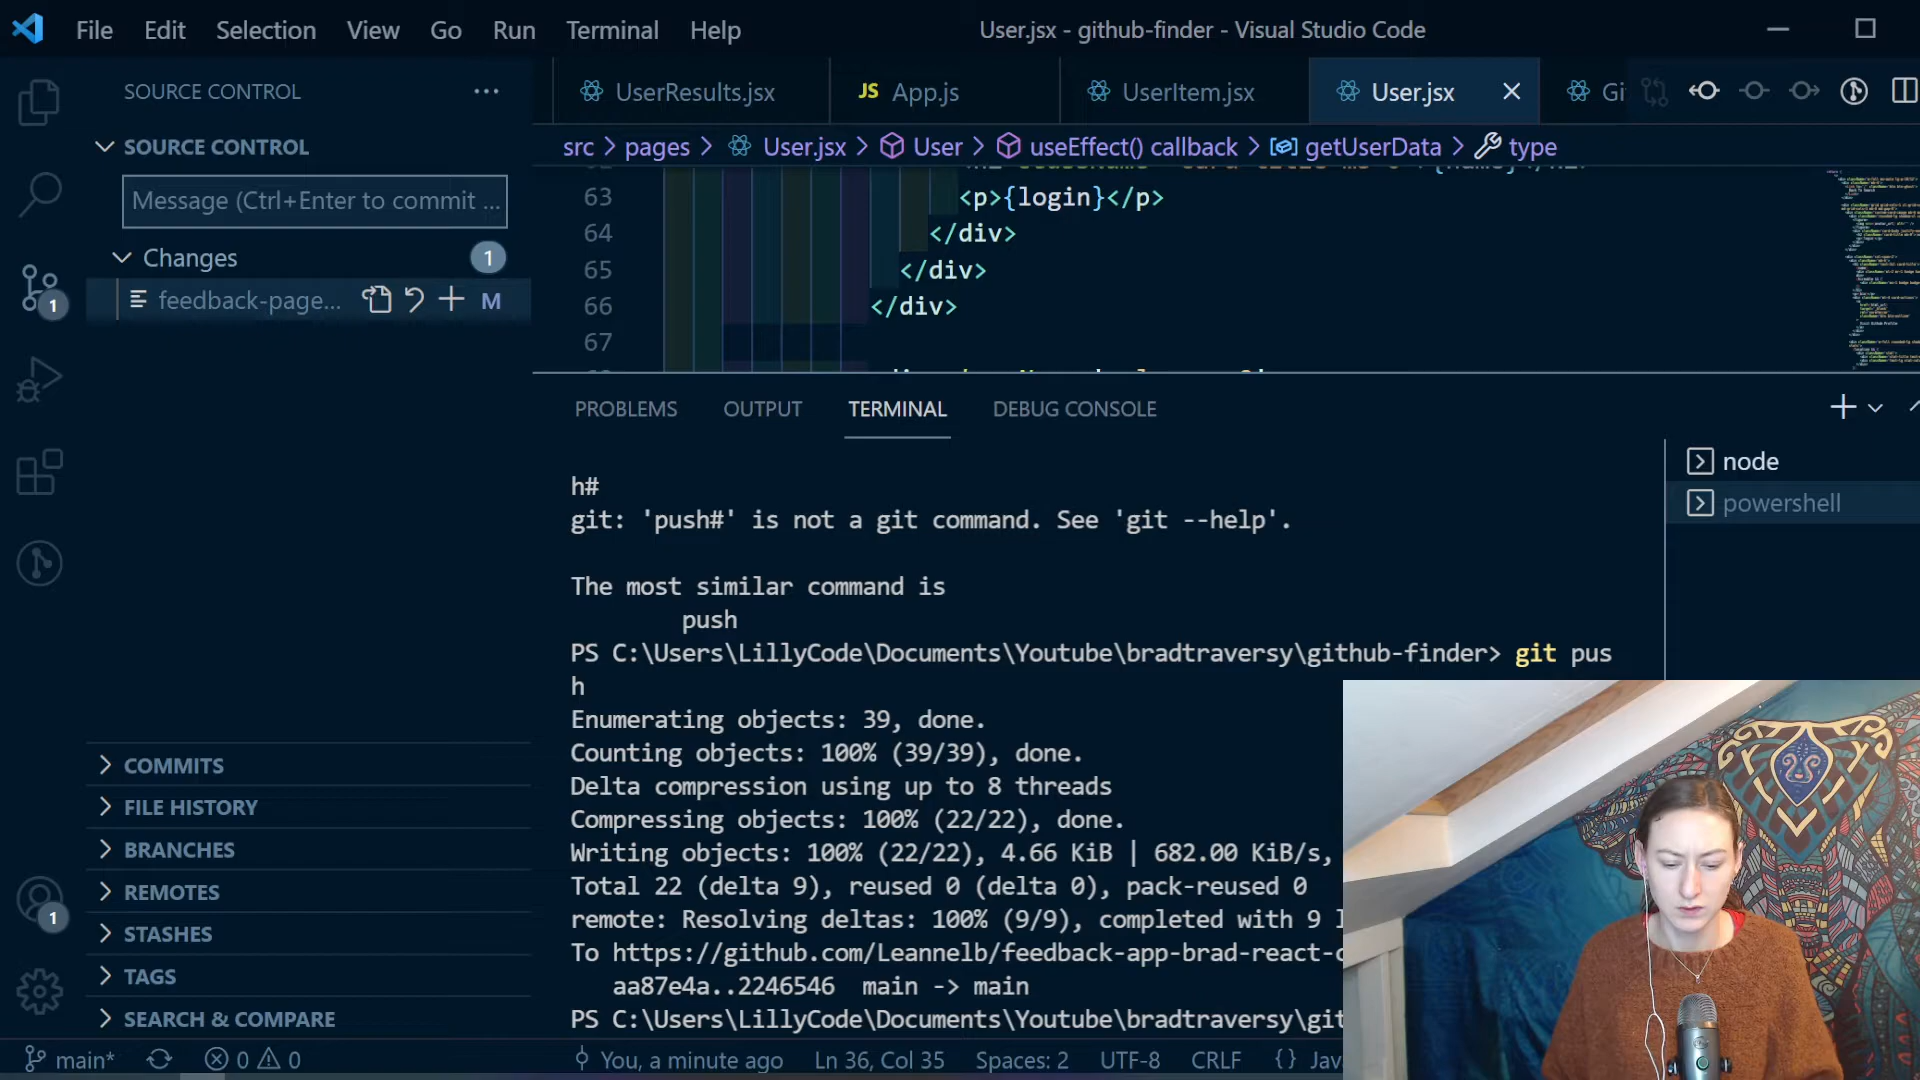 File Edit Selection View Go Run Terminal Help
User.jsx - github-finder - Visual Studio Code
SOURCE CONTROL ...
UserResults.jsx
JS App.js
UserItem.jsx
User.jsx
Gi
SOURCE CONTROL
Message (Ctrl+Enter to commit ...
Changes 1
feedback-page... M
1
src > pages > User.jsx > User > useEffect() callback > getUserData > type
63 <p>{login}</p>
64 </div>
65 </div>
66 </div>
67
PROBLEMS OUTPUT TERMINAL DEBUG CONSOLE
node
powershell
h#
git: 'push#' is not a git command. See 'git --help'.
The most similar command is
push
PS C:\Users\LillyCode\Documents\Youtube\bradtraversy\github-finder> git pus
h
Enumerating objects: 39, done.
Counting objects: 100% (39/39), done.
Delta compression using up to 8 threads
Compressing objects: 100% (22/22), done.
Writing objects: 100% (22/22), 4.66 KiB | 682.00 KiB/s,
Total 22 (delta 9), reused 0 (delta 0), pack-reused 0
remote: Resolving deltas: 100% (9/9), completed with 9 l
To https://github.com/Leannelb/feedback-app-brad-react-c
aa87e4a..2246546 main -> main
PS C:\Users\LillyCode\Documents\Youtube\bradtraversy\git
COMMITS
FILE HISTORY
BRANCHES
REMOTES
STASHES
TAGS
SEARCH & COMPARE
1
main* 0 0
You, a minute ago Ln 36, Col 35 Spaces: 2 UTF-8 CRLF {} Jav